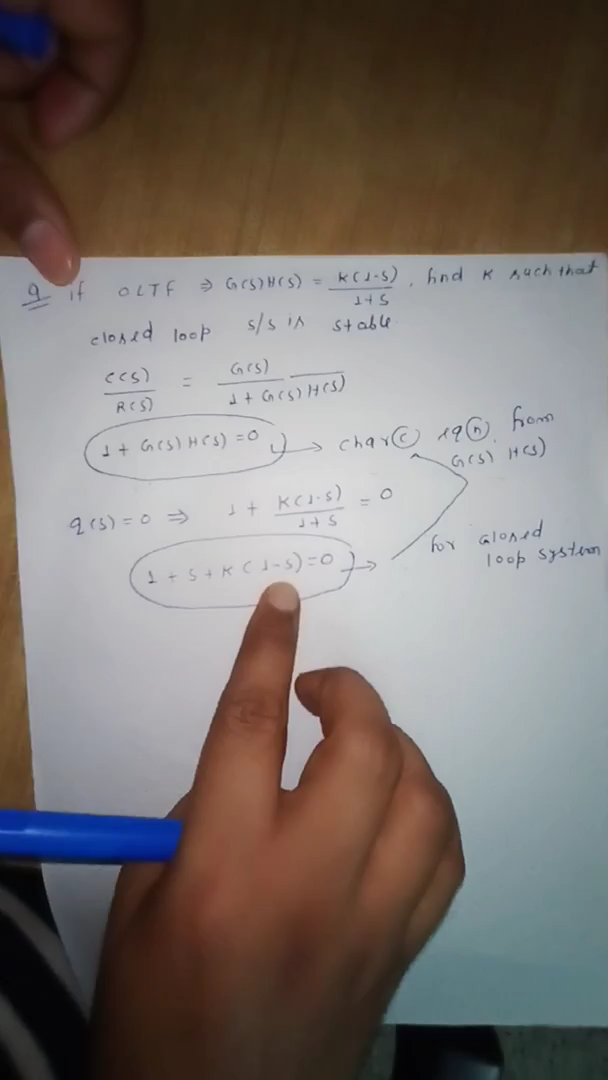 Q if OLTF ⇒ G(s)H(s) = K(1-s)/1+s , find K such that
closed loop s/s is stable.
C(s)/R(s) = G(s)/1 + G(s)H(s)
1 + G(s)H(s) = 0 → char(c) eq(n) from G(s) H(s)
q(s) = 0 ⇒ 1 + K(1-s)/1+s = 0
1 + s + K(1-s) = 0 → for closed loop system